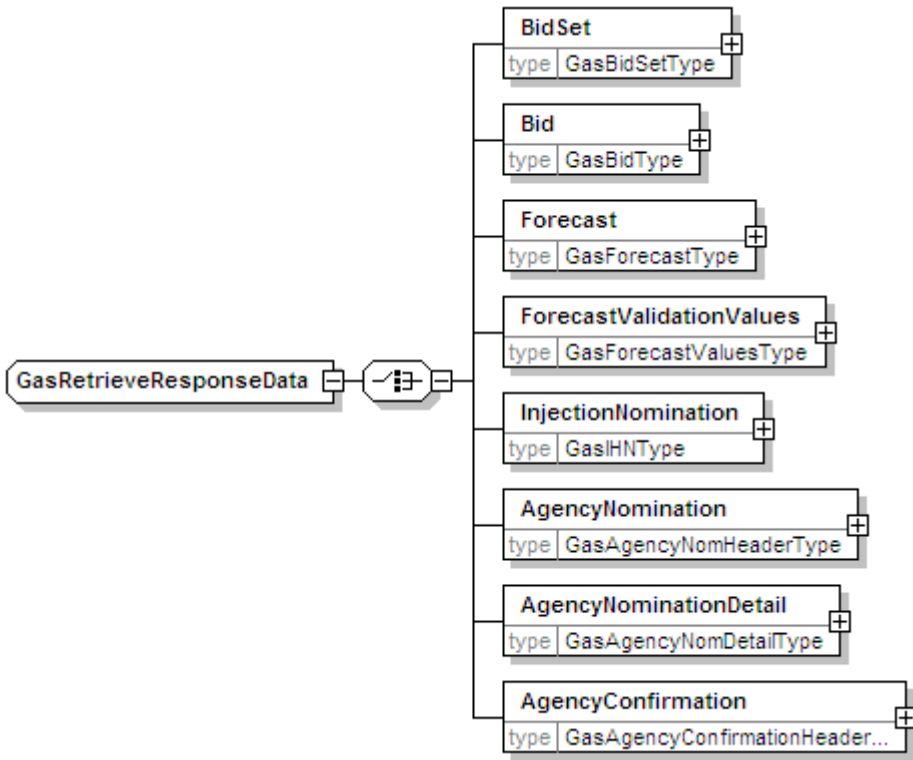 BidSet
type GasBidSetType
Bid
type GasBidType
Forecast
type GasForecastType
ForecastValidationValues
type GasForecastValuesType
GasRetrieveResponseData
InjectionNomination
type GasIHNType
AgencyNomination
type GasAgencyNomHeaderType
AgencyNominationDetail
type GasAgencyNomDetailType
AgencyConfirmation
type GasAgencyConfirmationHeader...